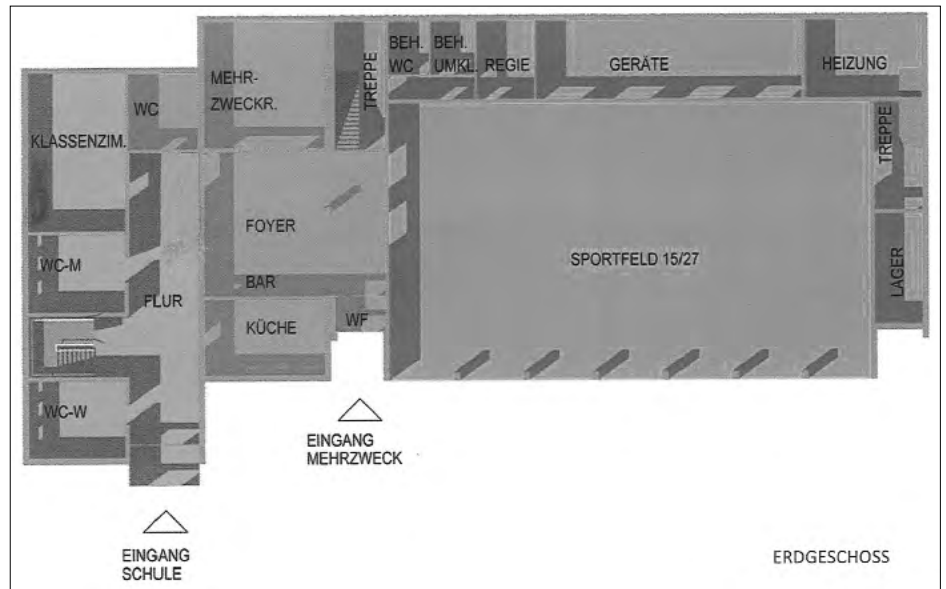 BEH.
WC
BEH.
UMKL.
REGIE
GERÄTE
HEIZUNG
MEHR-
ZWECKR.
TREPPE
WC
KLASSENZIM.
TREPPE
FOYER
SPORTFELD 15/27
WC-M
BAR
LAGER
FLUR
KÜCHE
WF
WC-W
EINGANG
MEHRZWECK
EINGANG
SCHULE
ERDGESCHOSS